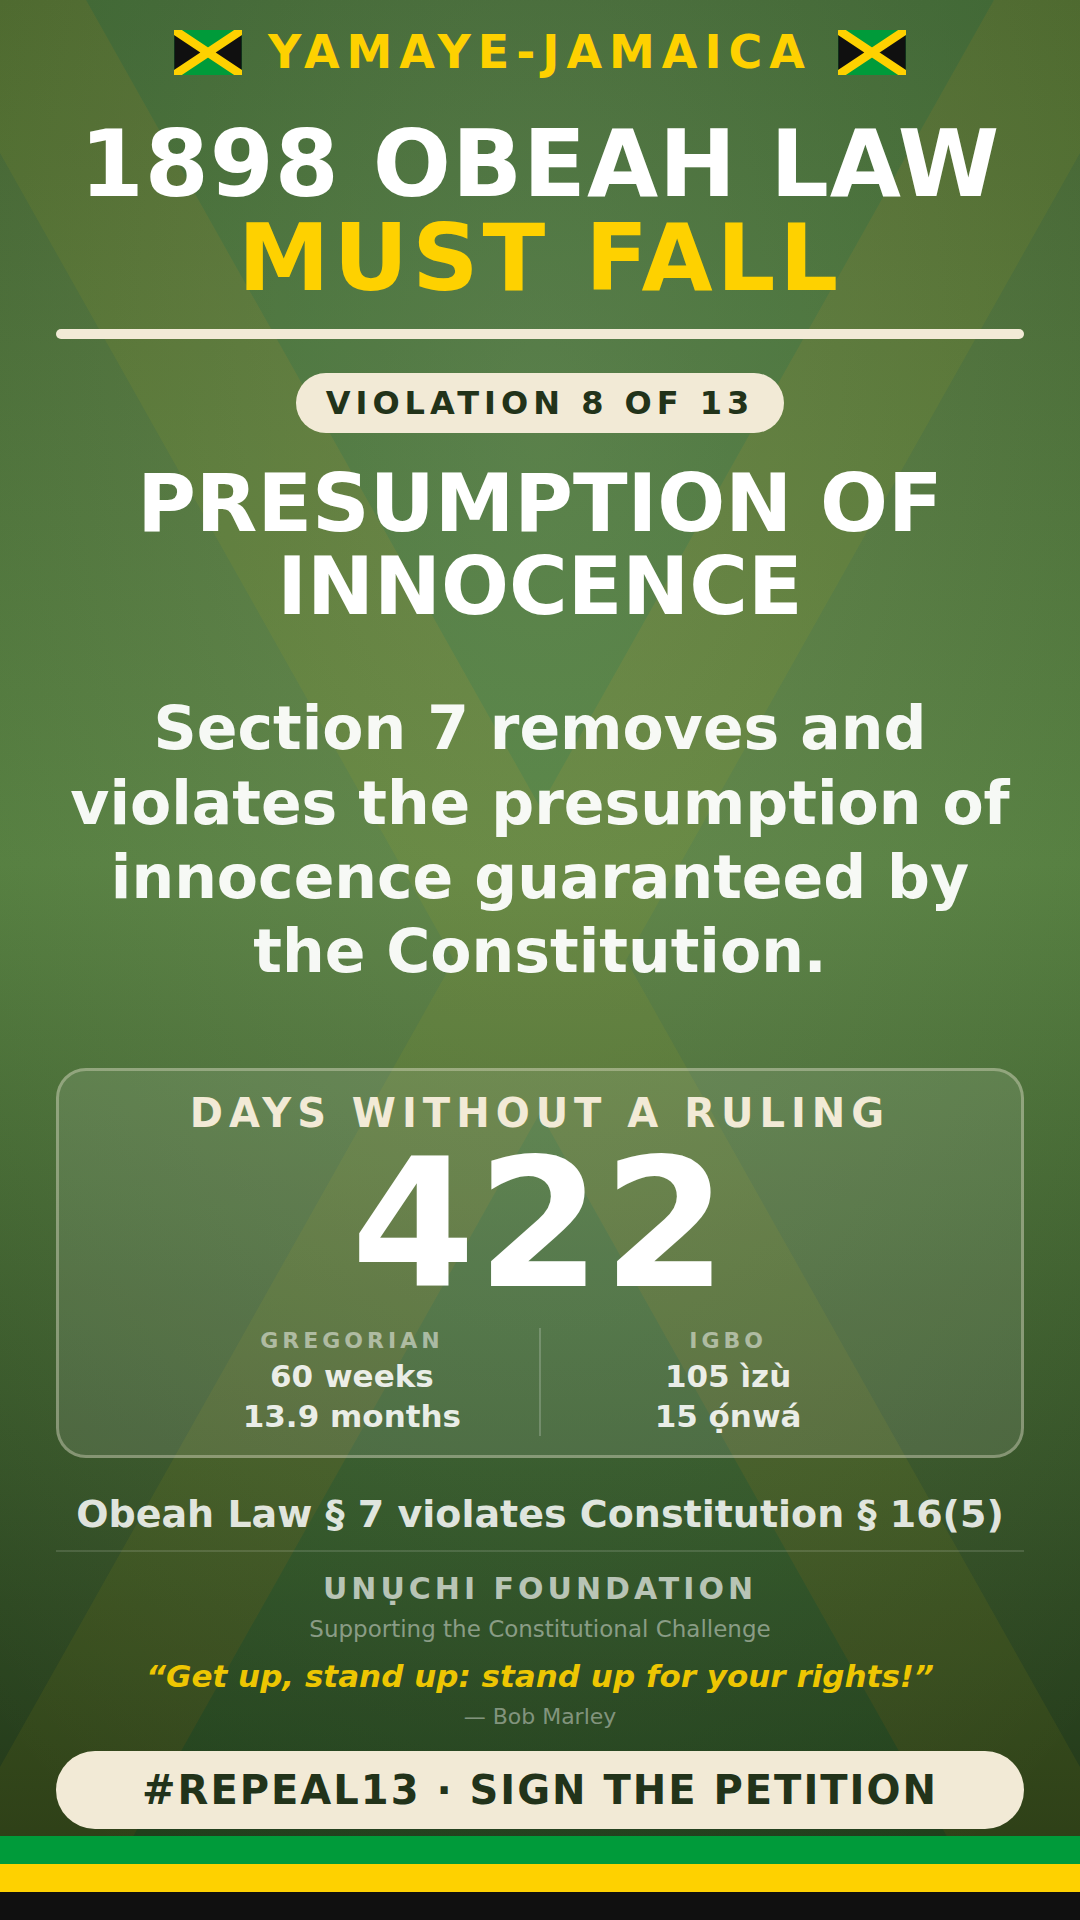 YAMAYE-JAMAICA
1898 OBEAH LAW
MUST FALL
VIOLATION 8 OF 13
PRESUMPTION OF
INNOCENCE
Section 7 removes and
violates the presumption of
innocence guaranteed by
the Constitution.
DAYS WITHOUT A RULING
422
GREGORIAN
60 weeks
13.9 months
IGBO
105 ìzù
15 ọ́nwá
Obeah Law § 7 violates Constitution § 16(5)
UNỤCHI FOUNDATION
Supporting the Constitutional Challenge
“Get up, stand up: stand up for your rights!”
— Bob Marley
#REPEAL13 · SIGN THE PETITION